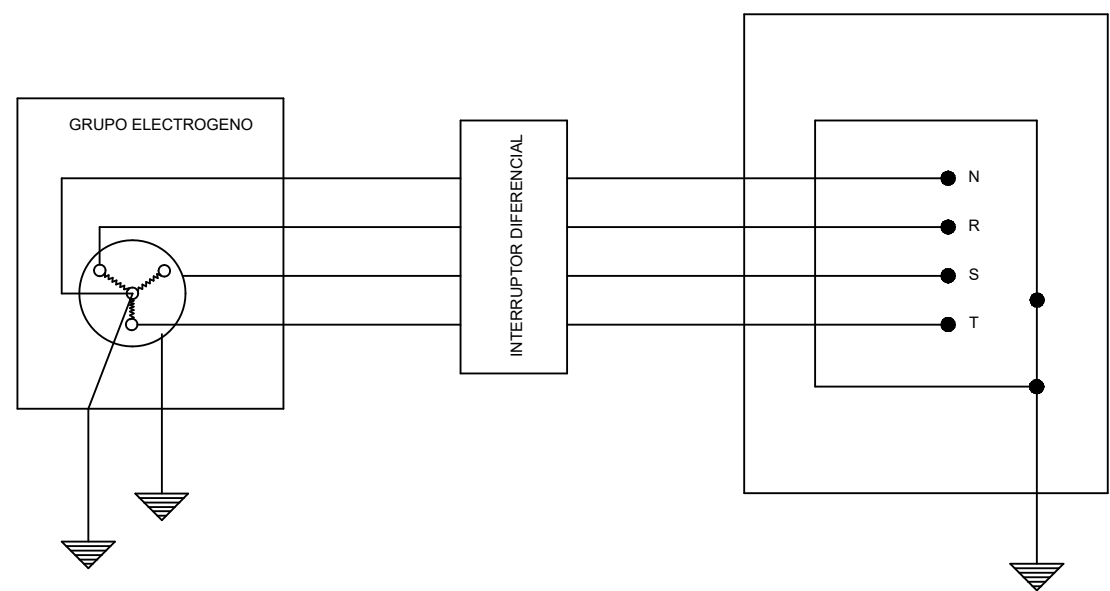 GRUPO ELECTROGENO
INTERRUPTOR DIFERENCIAL
N
R
S
T